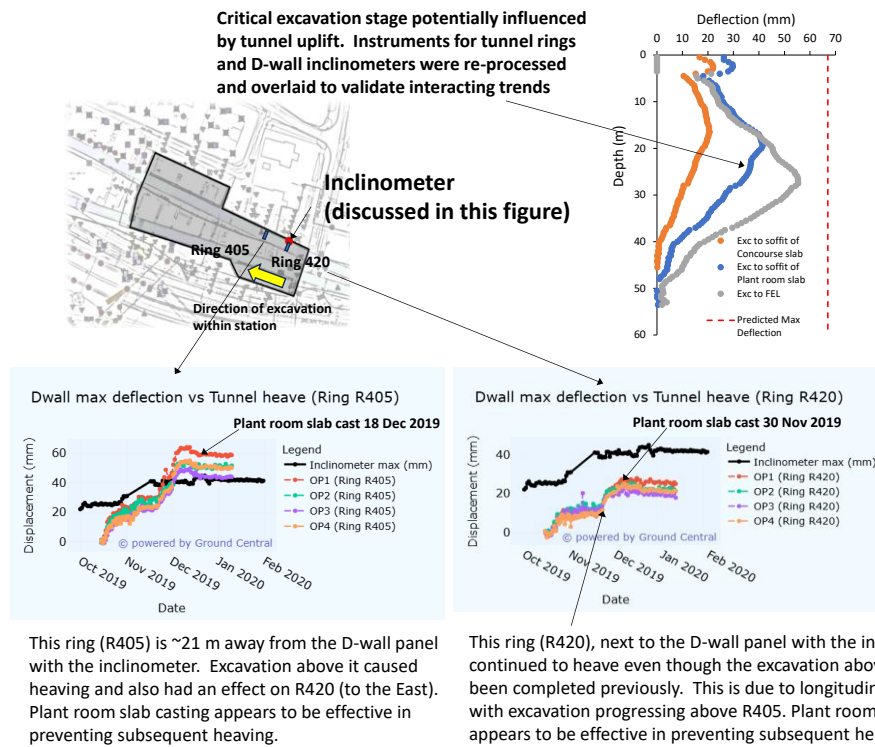 Critical excavation stage potentially influenced
by tunnel uplift.  Instruments for tunnel rings
and D-wall inclinometers were re-processed
and overlaid to validate interacting trends
Deflection (mm)
0 10 20 30 40 50 60 70
0
10
20
30
40
50
60
Depth (m)
Exc to soffit of
Concourse slab
Exc to soffit of
Plant room slab
Exc to FEL
Predicted Max
Deflection
Inclinometer
(discussed in this figure)
Ring 405
Ring 420
Direction of excavation
within station
Dwall max deflection vs Tunnel heave (Ring R405)
Plant room slab cast 18 Dec 2019
Displacement (mm)
60
40
20
0
Legend
Inclinometer max (mm)
OP1 (Ring R405)
OP2 (Ring R405)
OP3 (Ring R405)
OP4 (Ring R405)
© powered by Ground Central
Oct 2019
Nov 2019
Dec 2019
Jan 2020
Feb 2020
Date
Dwall max deflection vs Tunnel heave (Ring R420)
Plant room slab cast 30 Nov 2019
Displacement (mm)
40
20
0
Legend
Inclinometer max (mm)
OP1 (Ring R420)
OP2 (Ring R420)
OP3 (Ring R420)
OP4 (Ring R420)
© powered by Ground Central
Oct 2019
Nov 2019
Dec 2019
Jan 2020
Feb 2020
Date
This ring (R405) is ~21 m away from the D-wall panel
with the inclinometer.  Excavation above it caused
heaving and also had an effect on R420 (to the East).
Plant room slab casting appears to be effective in
preventing subsequent heaving.
This ring (R420), next to the D-wall panel with the
continued to heave even though the excavation
been completed previously.  This is due to
with excavation progressing above R405. Plant room
appears to be effective in preventing subsequent